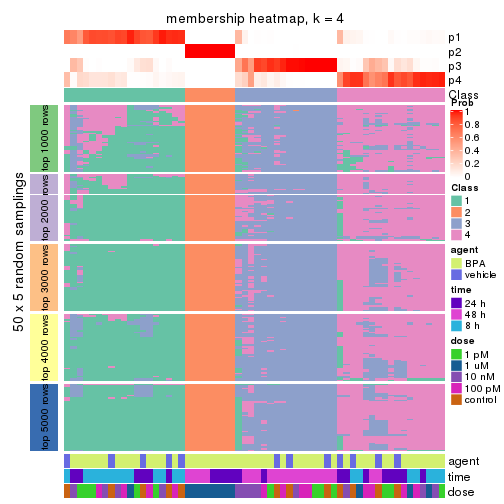 membership heatmap, k = 4
p1
p2
p3
p4
Class
50 x 5 random samplings
top 1000 rows
top 2000 rows
top 3000 rows
top 4000 rows
top 5000 rows
Prob
1
0.8
0.6
0.4
0.2
0
Class
1
2
3
4
agent
BPA
vehicle
time
24 h
48 h
8 h
dose
1 pM
1 uM
10 nM
100 pM
control
agent
time
dose